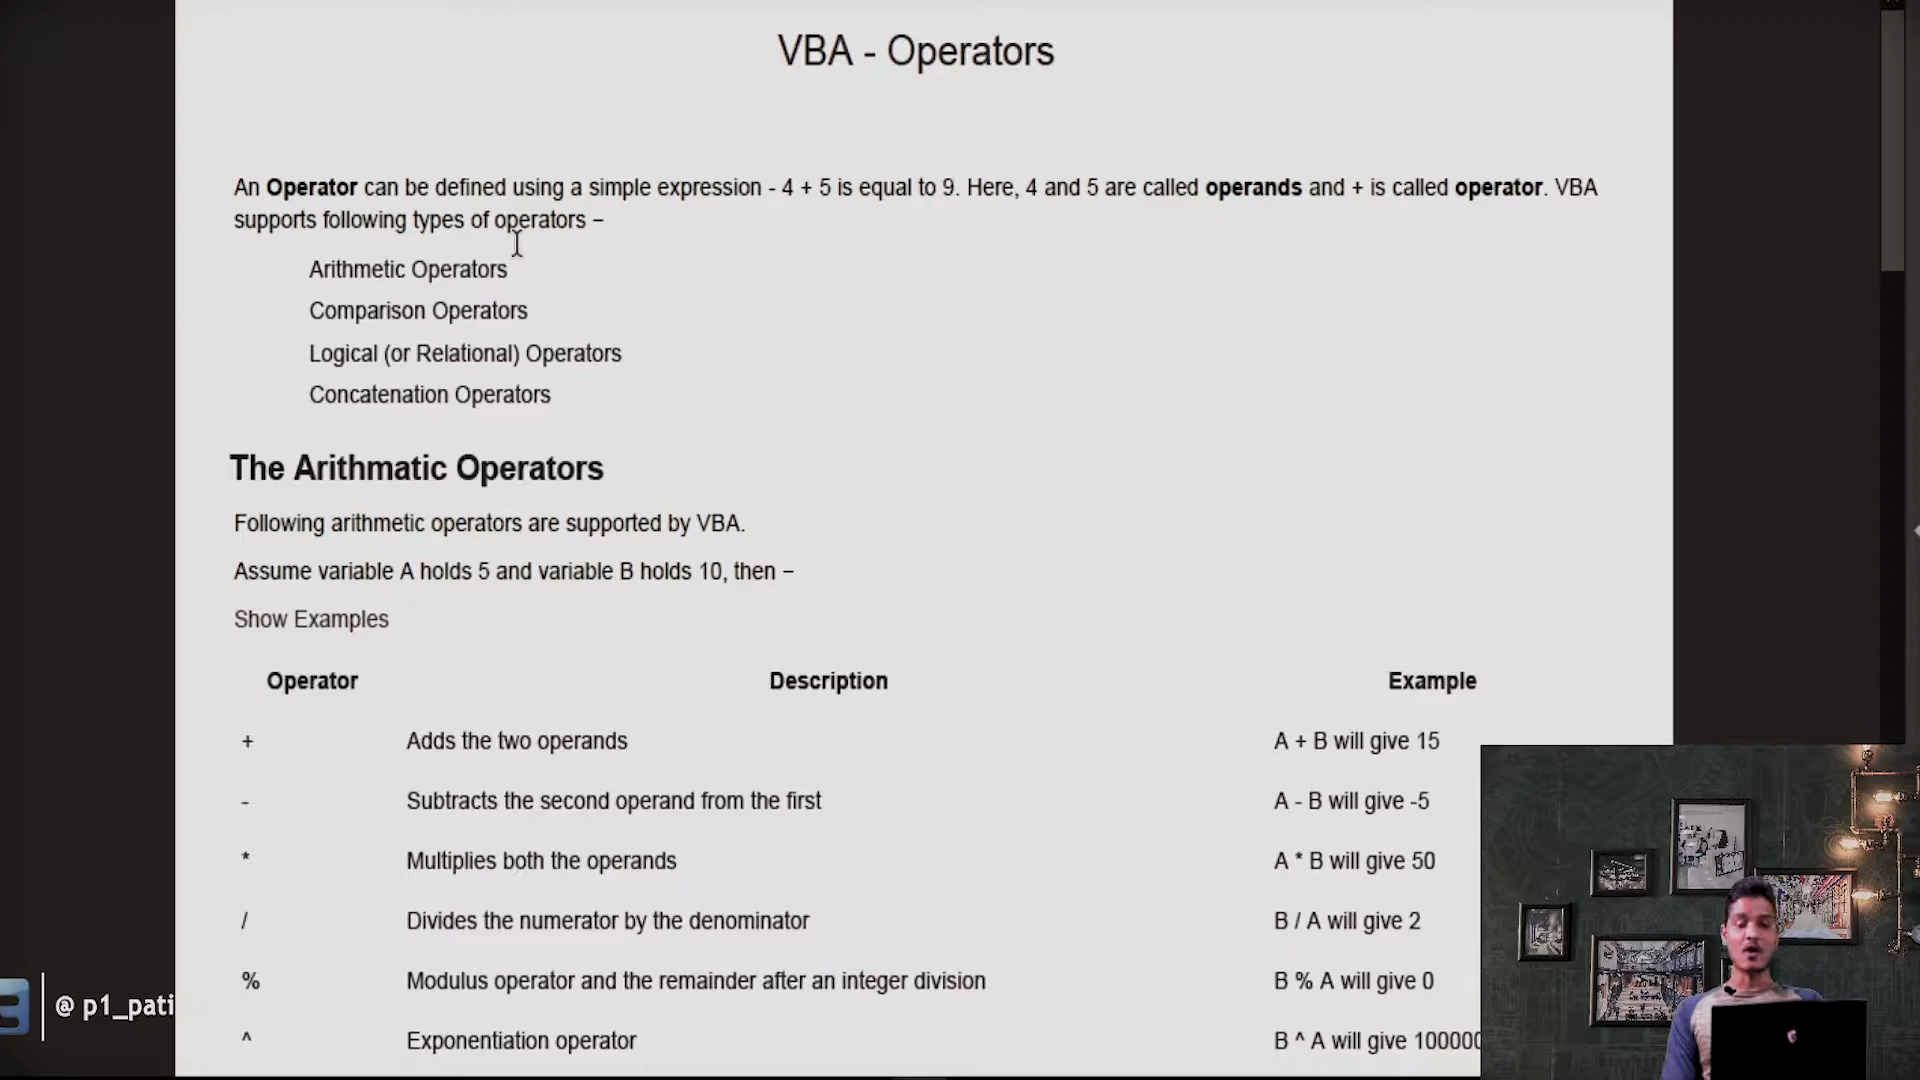 VBA - Operators
An Operator can be defined using a simple expression - 4 + 5 is equal to 9. Here, 4 and 5 are called operands and + is called operator. VBA
supports following types of operators −
Arithmetic Operators
Comparison Operators
Logical (or Relational) Operators
Concatenation Operators
The Arithmatic Operators
Following arithmetic operators are supported by VBA.
Assume variable A holds 5 and variable B holds 10, then −
Show Examples
Operator Description Example
+ Adds the two operands A + B will give 15
- Subtracts the second operand from the first A - B will give -5
* Multiplies both the operands A * B will give 50
/ Divides the numerator by the denominator B / A will give 2
% Modulus operator and the remainder after an integer division B % A will give 0
^ Exponentiation operator B ^ A will give 100000
@ p1_pati